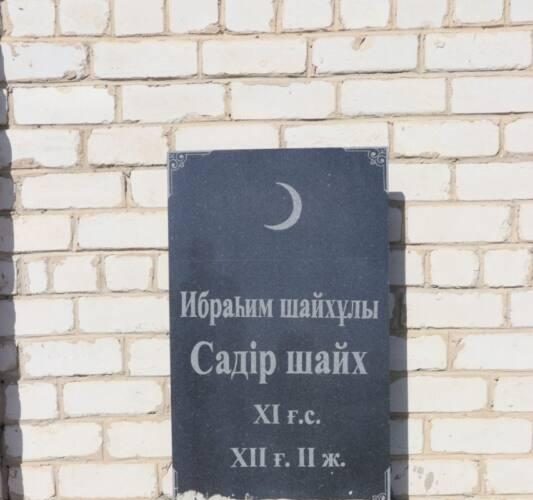 Ибраһим шайхұлы
Садір шайх
XI ғ.с.
XII ғ. II ж.